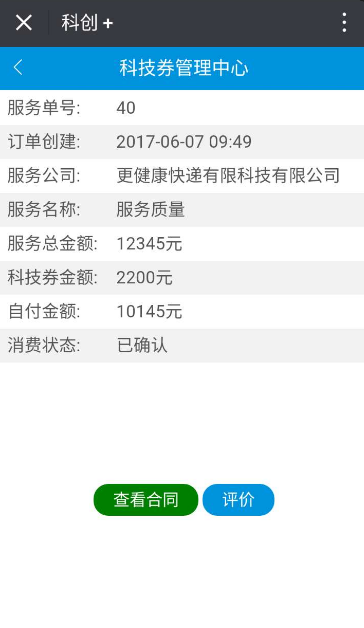 科创+
科技券管理中心
服务单号: 40
订单创建: 2017-06-07 09:49
服务公司: 更健康快递有限科技有限公司
服务名称: 服务质量
服务总金额: 12345元
科技券金额: 2200元
自付金额: 10145元
消费状态: 已确认
查看合同 评价